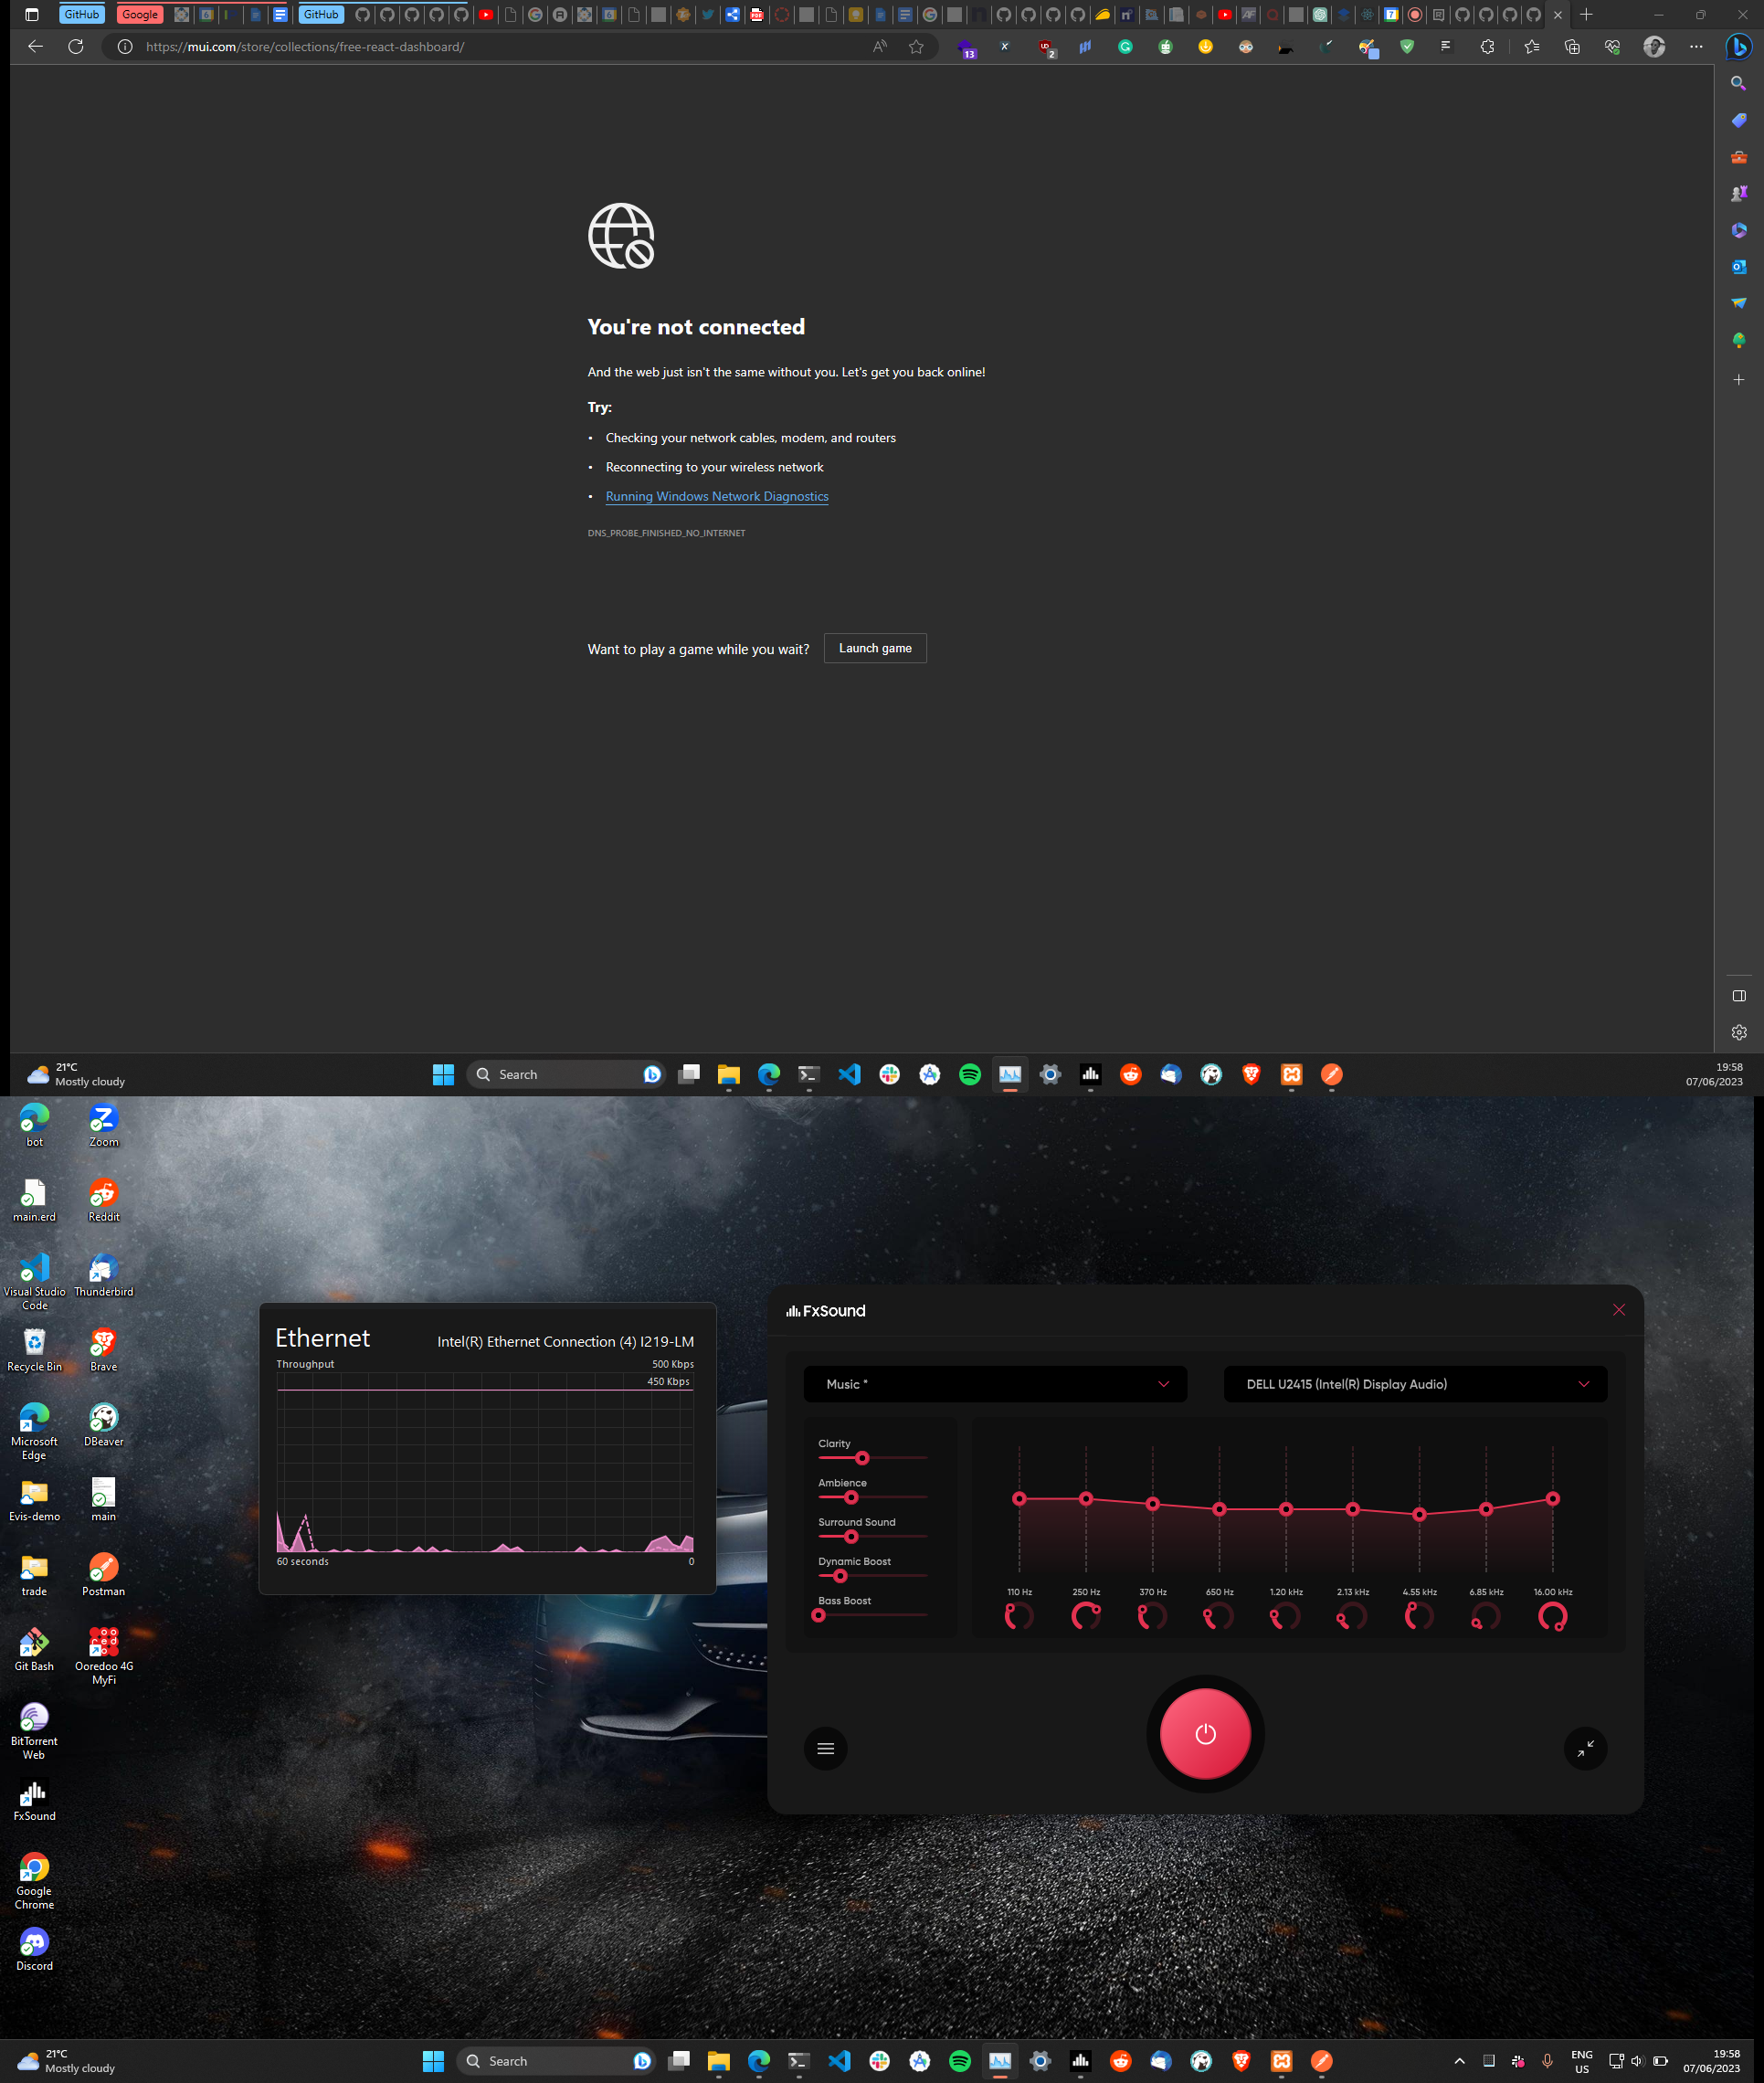 GitHub
Google
GitHub
https://mui.com/store/collections/free-react-dashboard/
13
2
You're not connected
And the web just isn't the same without you. Let's get you back online!
Try:
• Checking your network cables, modem, and routers
• Reconnecting to your wireless network
• Running Windows Network Diagnostics
DNS_PROBE_FINISHED_NO_INTERNET
Want to play a game while you wait?
Launch game
21°C
Mostly cloudy
Search
19:58
07/06/2023
bot
Zoom
main.erd
Reddit
Visual Studio
Code
Thunderbird
Recycle Bin
Brave
Microsoft
Edge
DBeaver
Evis-demo
main
trade
Postman
Git Bash
Ooredoo 4G
MyFi
BitTorrent
Web
FxSound
Google
Chrome
Discord
Ethernet
Intel(R) Ethernet Connection (4) I219-LM
Throughput
500 Kbps
450 Kbps
60 seconds
0
FxSound
Music *
DELL U2415 (Intel(R) Display Audio)
Clarity
Ambience
Surround Sound
Dynamic Boost
Bass Boost
110 Hz
250 Hz
370 Hz
650 Hz
1.20 kHz
2.13 kHz
4.55 kHz
6.85 kHz
16.00 kHz
21°C
Mostly cloudy
Search
ENG
US
19:58
07/06/2023